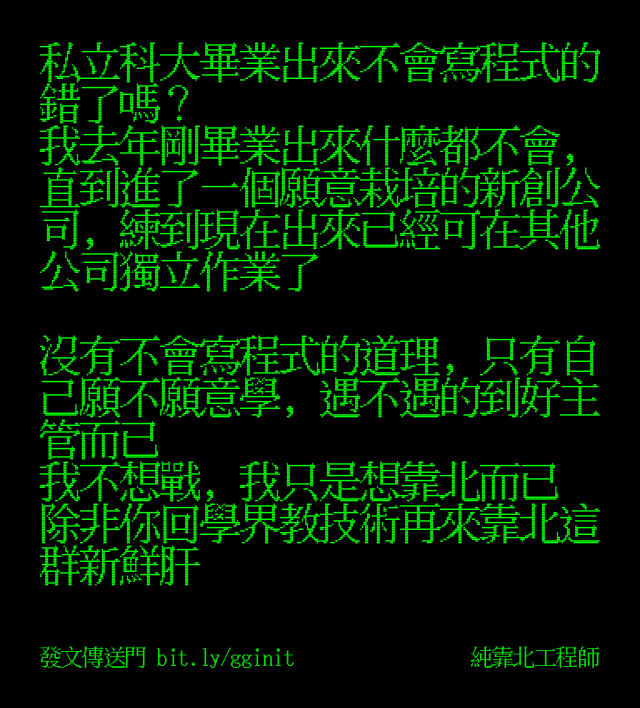 私立科大畢業出來不會寫程式的
錯了嗎？
我去年剛畢業出來什麼都不會，
直到進了一個願意栽培的新創公
司，練到現在出來已經可在其他
公司獨立作業了
沒有不會寫程式的道理，只有自
己願不願意學，遇不遇的到好主
管而已
我不想戰，我只是想靠北而已
除非你回學界教技術再來靠北這
群新鮮肝
發文傳送門 bit.ly/gginit
純靠北工程師